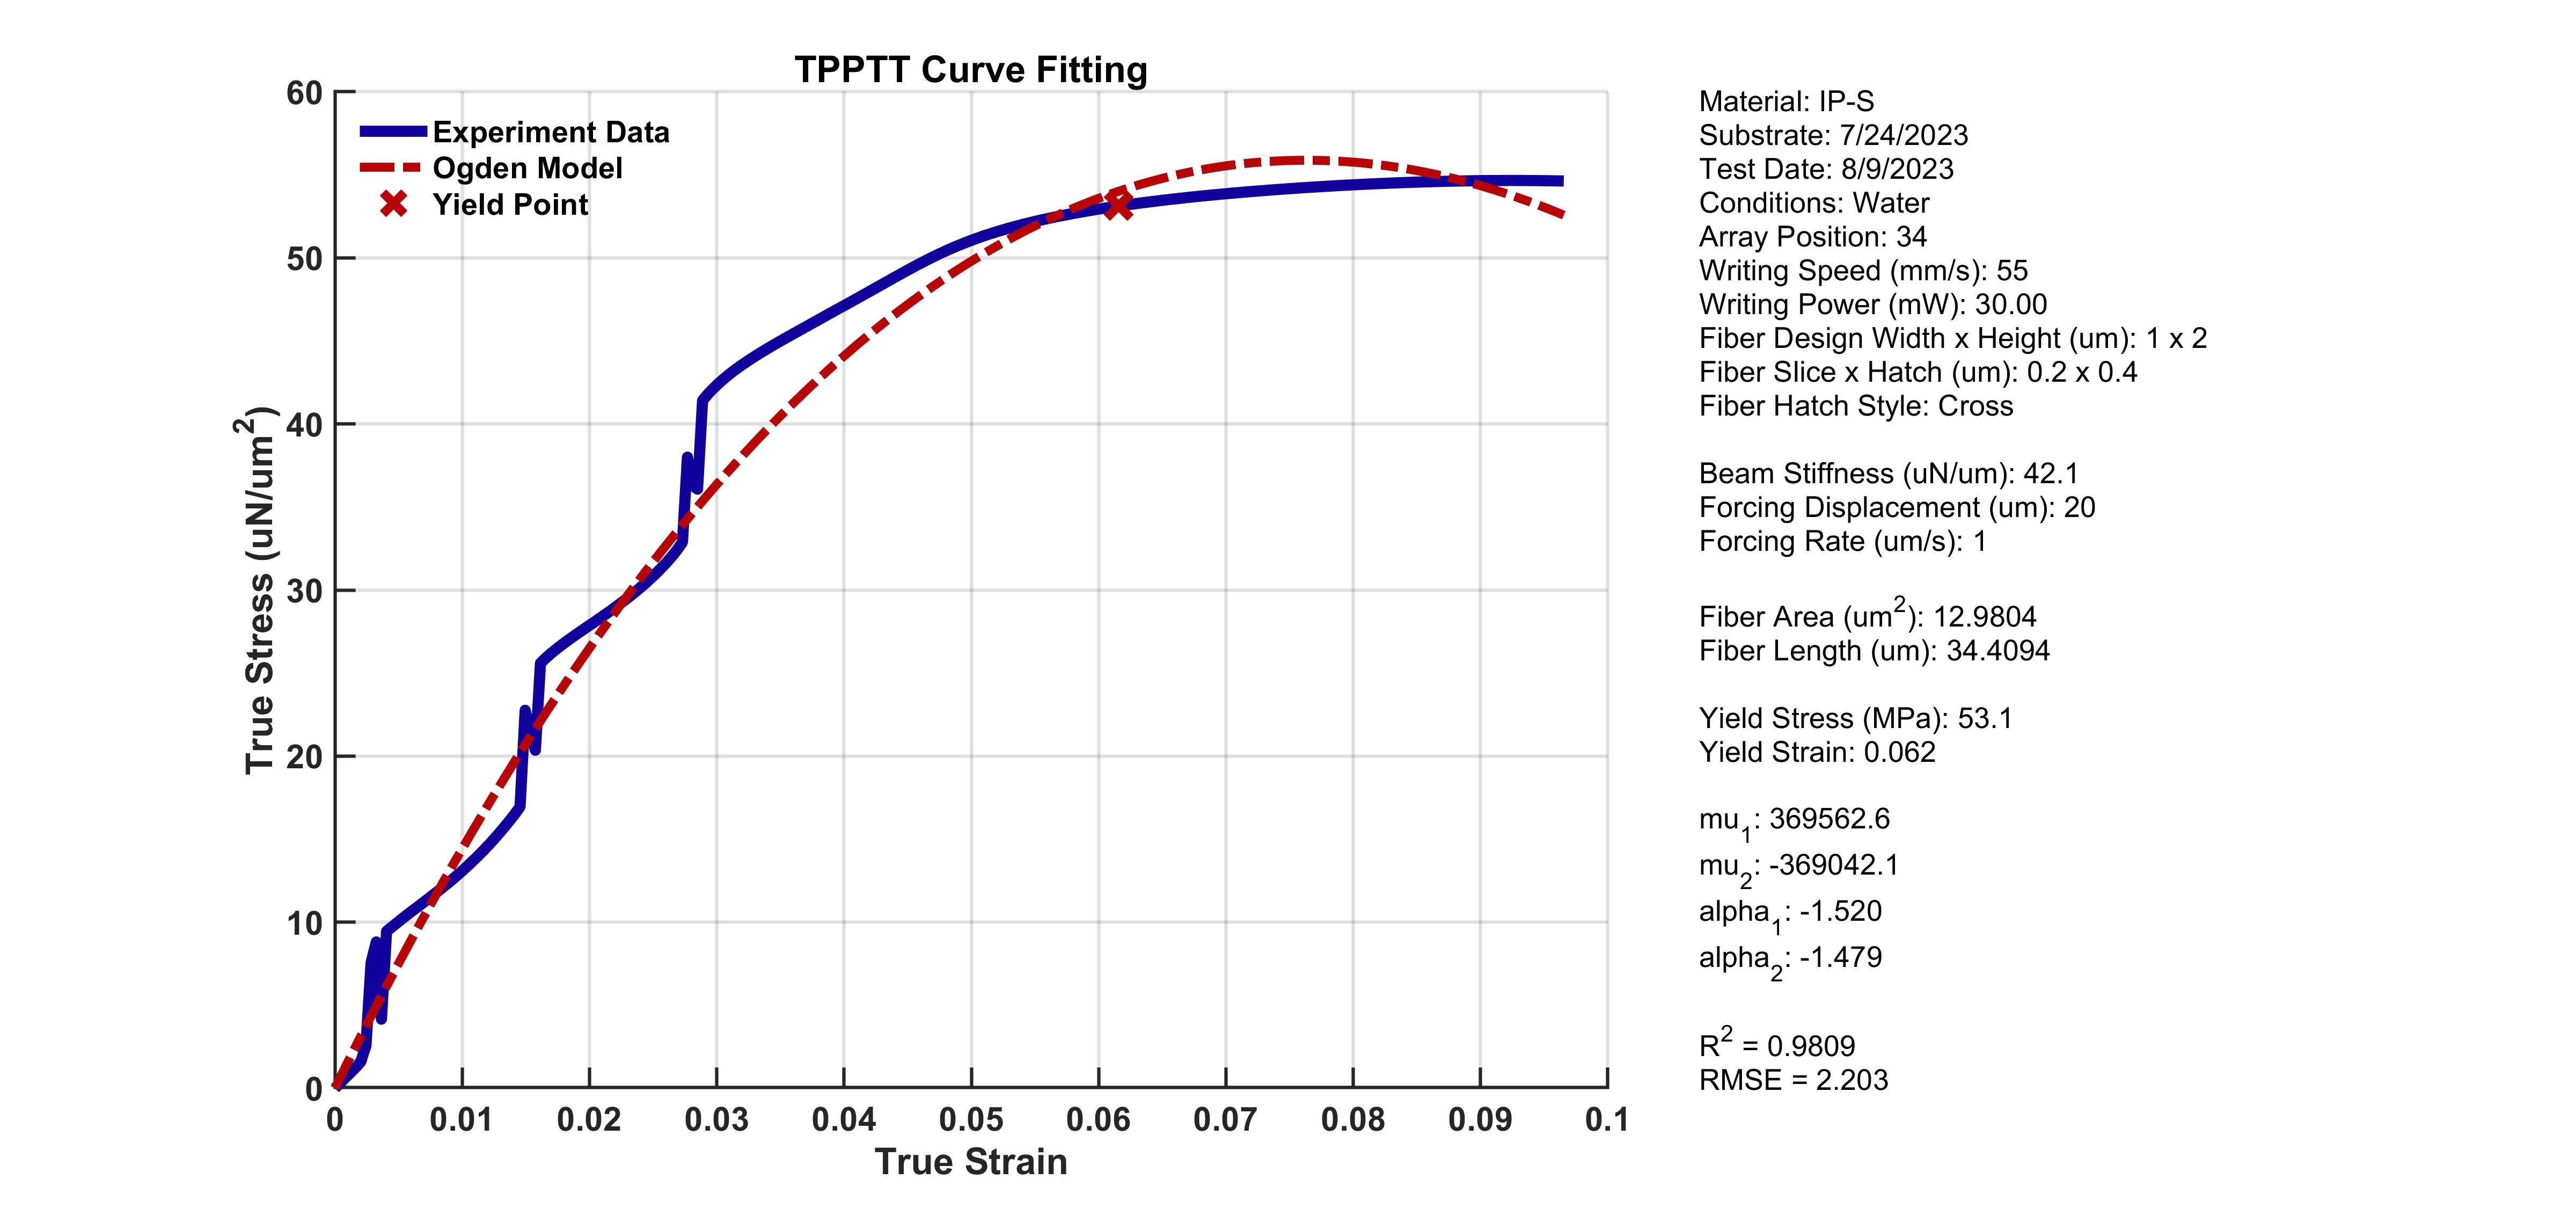 TPPTT Curve Fitting
60
50
40
30
20
10
0
True Stress (uN/um²)
Experiment Data
Ogden Model
Yield Point
0 0.01 0.02 0.03 0.04 0.05 0.06 0.07 0.08 0.09 0.1
True Strain
Material: IP-S
Substrate: 7/24/2023
Test Date: 8/9/2023
Conditions: Water
Array Position: 34
Writing Speed (mm/s): 55
Writing Power (mW): 30.00
Fiber Design Width x Height (um): 1 x 2
Fiber Slice x Hatch (um): 0.2 x 0.4
Fiber Hatch Style: Cross
Beam Stiffness (uN/um): 42.1
Forcing Displacement (um): 20
Forcing Rate (um/s): 1
Fiber Area (um²): 12.9804
Fiber Length (um): 34.4094
Yield Stress (MPa): 53.1
Yield Strain: 0.062
mu₁: 369562.6
mu₂: -369042.1
alpha₁: -1.520
alpha₂: -1.479
R² = 0.9809
RMSE = 2.203